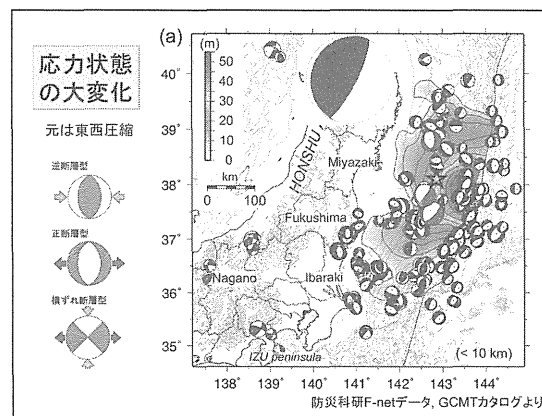 応力状態
の大変化
元は東西圧縮
逆断層型
正断層型
横ずれ断層型
(a)
(m)
50
40
30
20
10
0
km
0 100
40°
39°
38°
37°
36°
35°
HONSHU
Miyazaki
Fukushima
Nagano
Ibaraki
IZU peninsula
(< 10 km)
138° 139° 140° 141° 142° 143° 144°
防災科研F-netデータ, GCMTカタログより